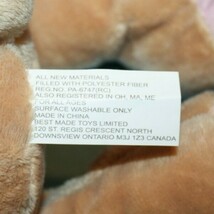 ALL NEW MATERIALS
FILLED WITH POLYESTER FIBER
REG.NO. PA-8747(RC)
ALSO REGISTERED IN OH, MA, ME
FOR ALL AGES
SURFACE WASHABLE ONLY
MADE IN CHINA
BEST MADE TOYS LIMITED
120 ST. REGIS CRESCENT NORTH
DOWNSVIEW ONTARIO M3J 1Z3 CANADA